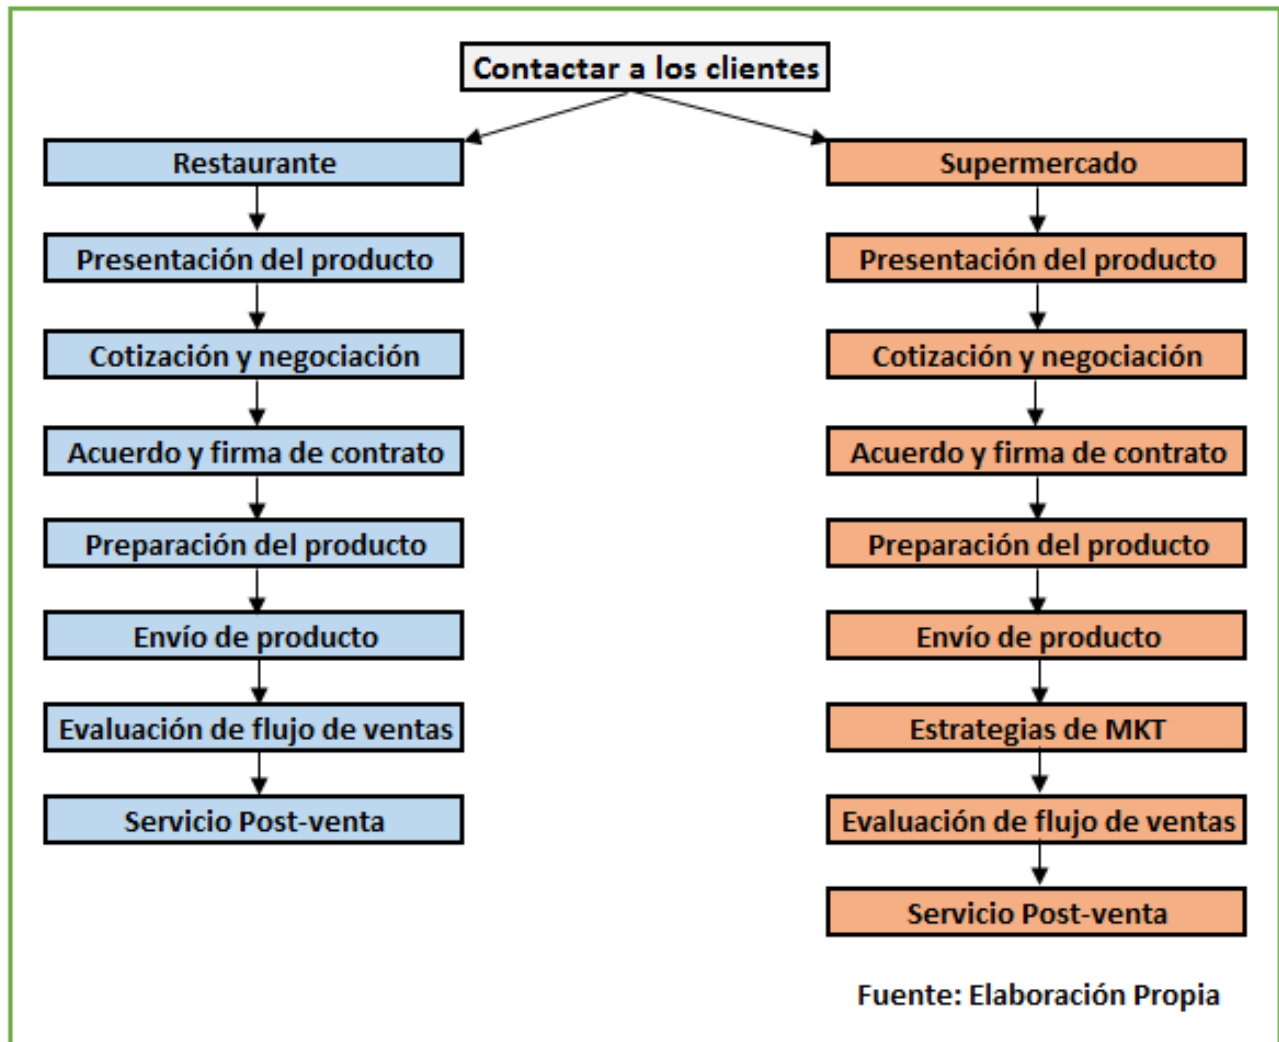 Contactar a los clientes
Restaurante
Presentación del producto
Cotización y negociación
Acuerdo y firma de contrato
Preparación del producto
Envío de producto
Evaluación de flujo de ventas
Servicio Post-venta
Supermercado
Presentación del producto
Cotización y negociación
Acuerdo y firma de contrato
Preparación del producto
Envío de producto
Estrategias de MKT
Evaluación de flujo de ventas
Servicio Post-venta
Fuente: Elaboración Propia